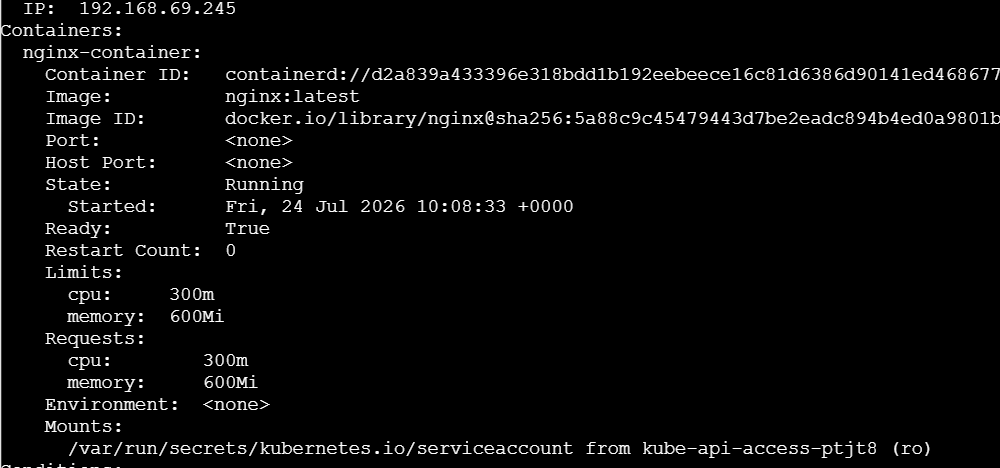 IP:  192.168.69.245
Containers:
  nginx-container:
    Container ID:   containerd://d2a839a433396e318bdd1b192eebeece16c81d6386d90141ed468677
    Image:          nginx:latest
    Image ID:       docker.io/library/nginx@sha256:5a88c9c45479443d7be2eadc894b4ed0a9801b
    Port:           <none>
    Host Port:      <none>
    State:          Running
      Started:      Fri, 24 Jul 2026 10:08:33 +0000
    Ready:          True
    Restart Count:  0
    Limits:
      cpu:     300m
      memory:  600Mi
    Requests:
      cpu:        300m
      memory:     600Mi
    Environment:  <none>
    Mounts:
      /var/run/secrets/kubernetes.io/serviceaccount from kube-api-access-ptjt8 (ro)
Conditions: